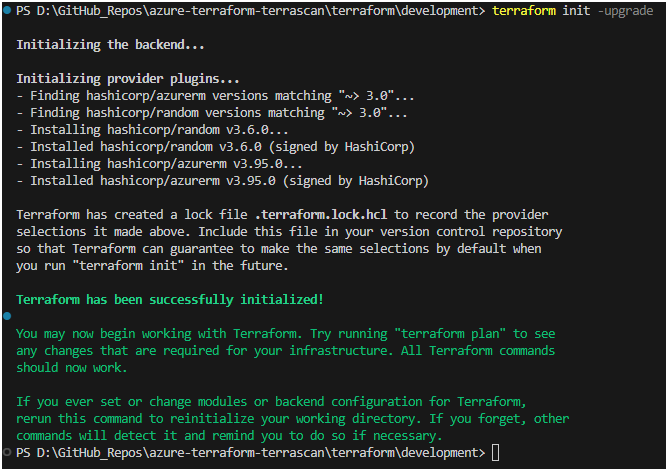 PS D:\GitHub_Repos\azure-terraform-terrascan\terraform\development> terraform init -upgrade
Initializing the backend...
Initializing provider plugins...
- Finding hashicorp/azurerm versions matching "~> 3.0"...
- Finding hashicorp/random versions matching "~> 3.0"...
- Installing hashicorp/random v3.6.0...
- Installed hashicorp/random v3.6.0 (signed by HashiCorp)
- Installing hashicorp/azurerm v3.95.0...
- Installed hashicorp/azurerm v3.95.0 (signed by HashiCorp)
Terraform has created a lock file .terraform.lock.hcl to record the provider
selections it made above. Include this file in your version control repository
so that Terraform can guarantee to make the same selections by default when
you run "terraform init" in the future.
Terraform has been successfully initialized!
You may now begin working with Terraform. Try running "terraform plan" to see
any changes that are required for your infrastructure. All Terraform commands
should now work.
If you ever set or change modules or backend configuration for Terraform,
rerun this command to reinitialize your working directory. If you forget, other
commands will detect it and remind you to do so if necessary.
PS D:\GitHub_Repos\azure-terraform-terrascan\terraform\development>